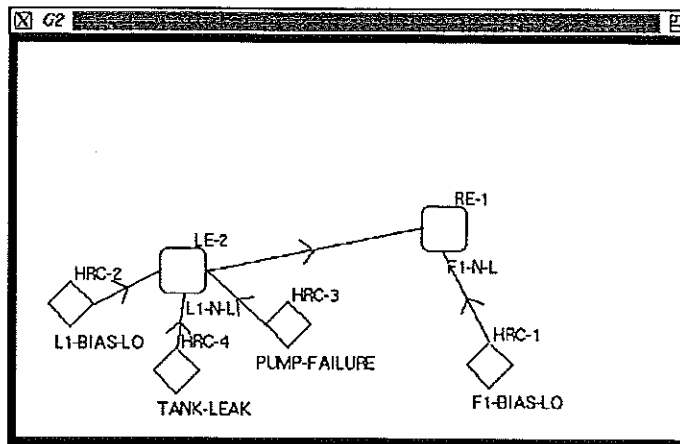 G2
RE-1
LE-2
F1-N-L
HRC-2
HRC-3
L1-N-L
L1-BIAS-LO
HRC-4
HRC-1
PUMP-FAILURE
TANK-LEAK
F1-BIAS-LO